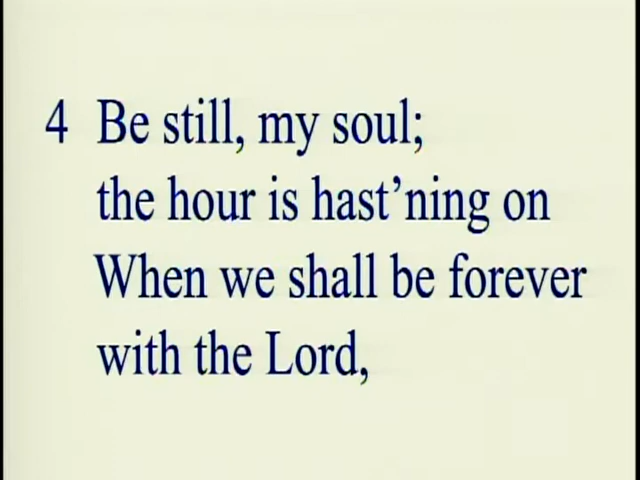 4 Be still, my soul;
the hour is hast’ning on
When we shall be forever
with the Lord,